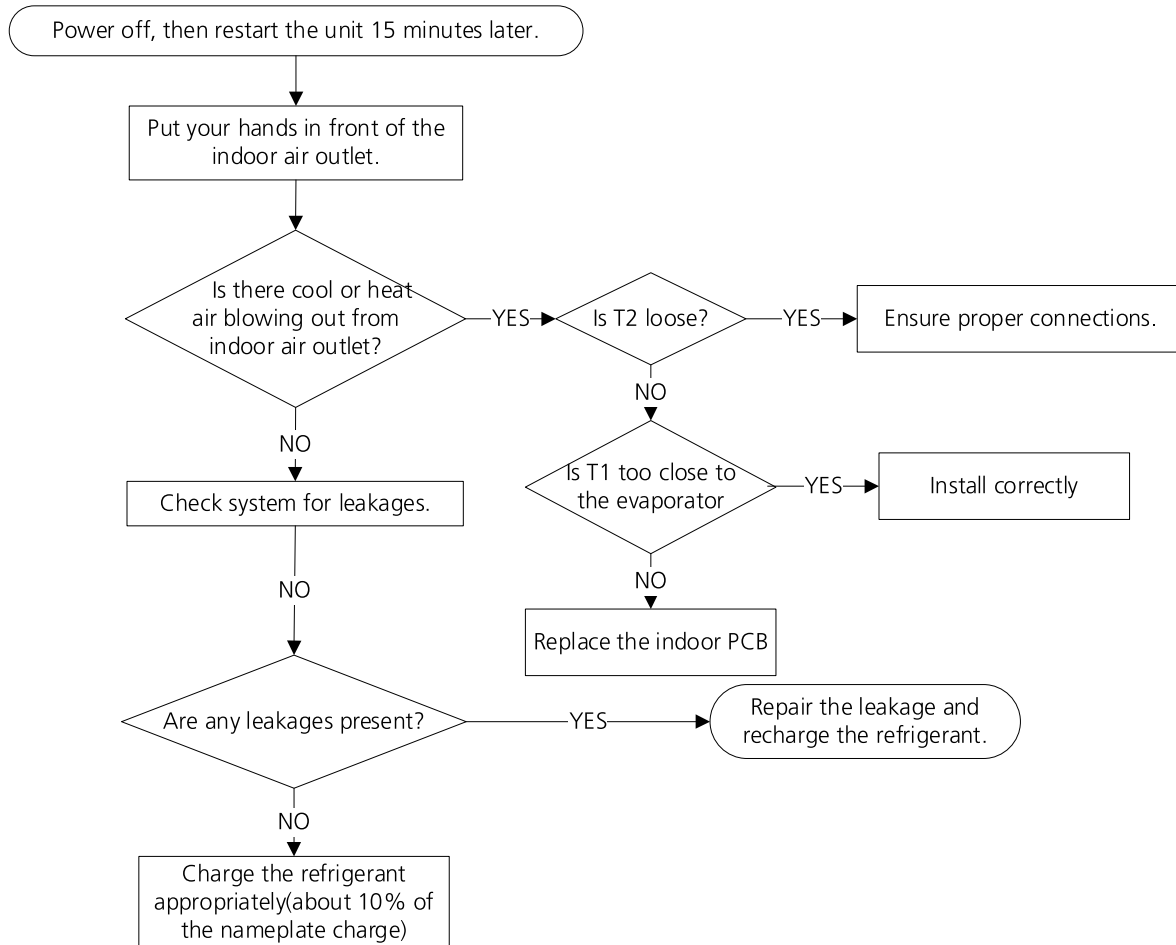 Power off, then restart the unit 15 minutes later.
Put your hands in front of the
indoor air outlet.
Is there cool or heat
air blowing out from
indoor air outlet?
YES
Is T2 loose?
YES
Ensure proper connections.
NO
NO
Is T1 too close to
the evaporator
YES
Install correctly
Check system for leakages.
NO
NO
Replace the indoor PCB
Are any leakages present?
YES
Repair the leakage and
recharge the refrigerant.
NO
Charge the refrigerant
appropriately(about 10% of
the nameplate charge)